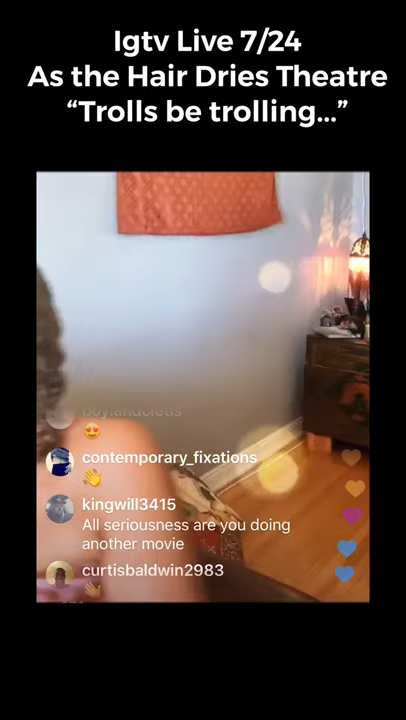 Igtv Live 7/24
As the Hair Dries Theatre
“Trolls be trolling...”
contemporary_fixations
👋
kingwill3415
All seriousness are you doing
another movie
curtisbaldwin2983
👋